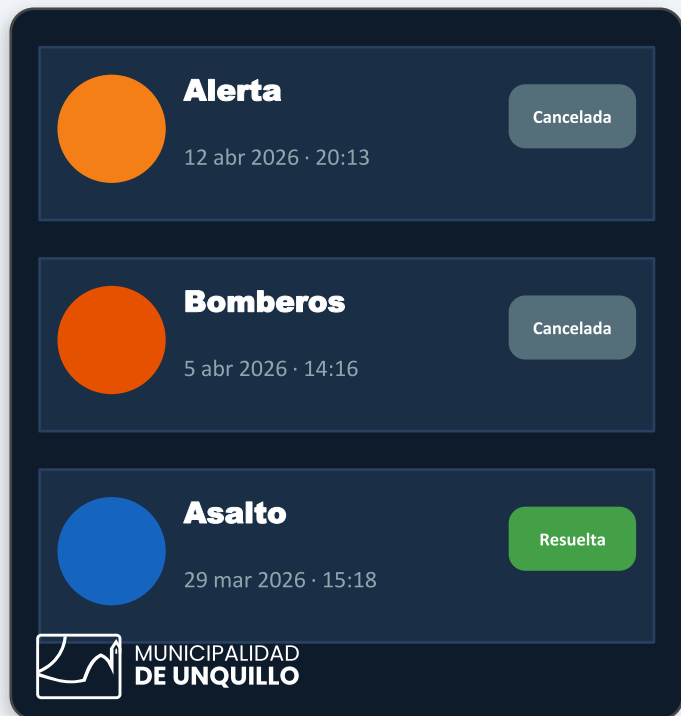 Alerta
Cancelada
12 abr 2026 · 20:13
Bomberos
Cancelada
5 abr 2026 · 14:16
Asalto
Resuelta
29 mar 2026 · 15:18
MUNICIPALIDAD
DE UNQUILLO